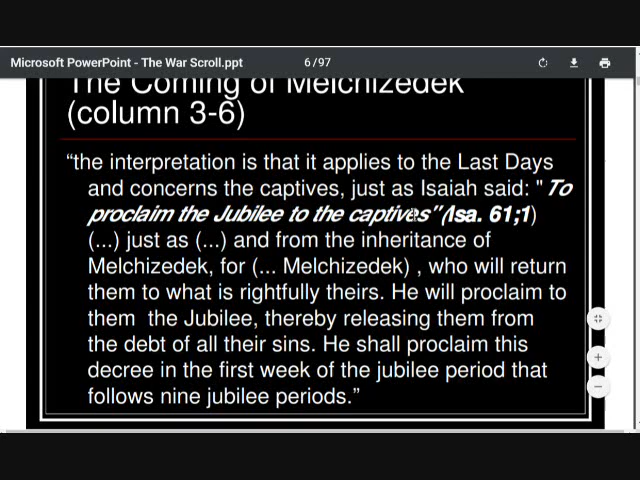 Microsoft PowerPoint - The War Scroll.ppt 6 / 97
The Coming of Melchizedek
(column 3-6)
“the interpretation is that it applies to the Last Days
and concerns the captives, just as Isaiah said: " To
proclaim the Jubilee to the captives”(Isa. 61;1)
(...) just as (...) and from the inheritance of
Melchizedek, for (... Melchizedek) , who will return
them to what is rightfully theirs. He will proclaim to
them the Jubilee, thereby releasing them from
the debt of all their sins. He shall proclaim this
decree in the first week of the jubilee period that
follows nine jubilee periods.”